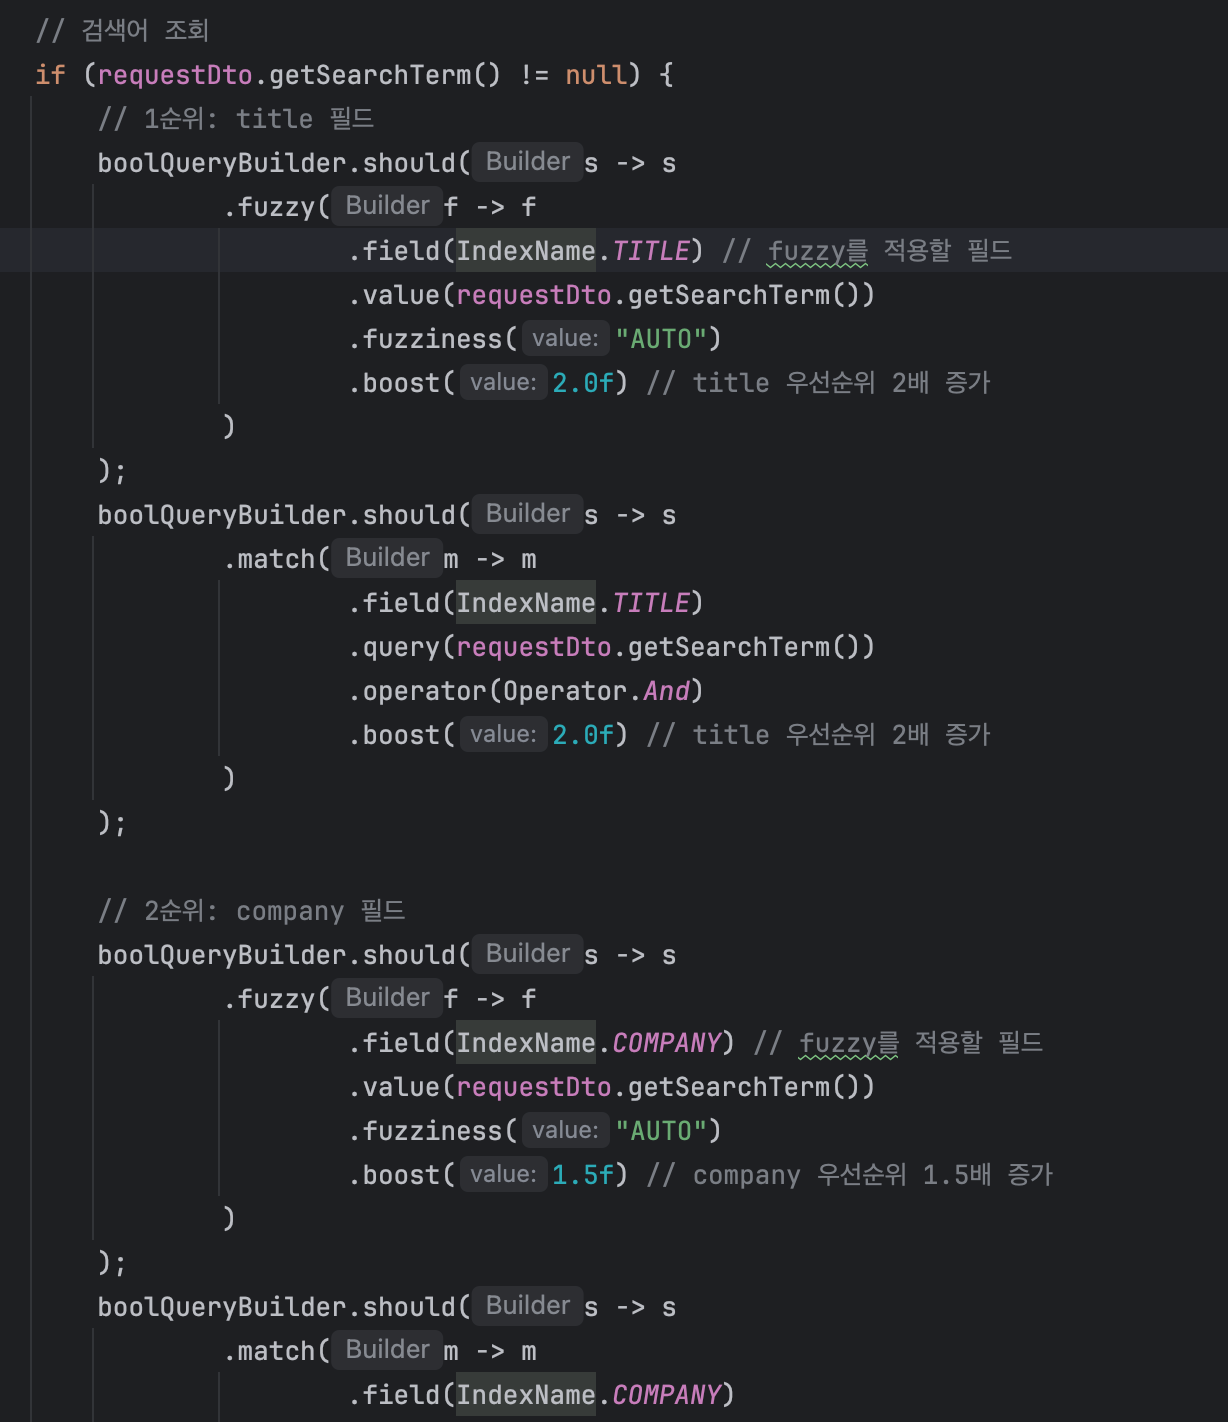 // 검색어 조회
if (requestDto.getSearchTerm() != null) {
// 1순위: title 필드
boolQueryBuilder.should( Builder s -> s
.fuzzy( Builder f -> f
.field(IndexName.TITLE) // fuzzy를 적용할 필드
.value(requestDto.getSearchTerm())
.fuzziness( value: "AUTO")
.boost( value: 2.0f) // title 우선순위 2배 증가
)
);
boolQueryBuilder.should( Builder s -> s
.match( Builder m -> m
.field(IndexName.TITLE)
.query(requestDto.getSearchTerm())
.operator(Operator.And)
.boost( value: 2.0f) // title 우선순위 2배 증가
)
);
// 2순위: company 필드
boolQueryBuilder.should( Builder s -> s
.fuzzy( Builder f -> f
.field(IndexName.COMPANY) // fuzzy를 적용할 필드
.value(requestDto.getSearchTerm())
.fuzziness( value: "AUTO")
.boost( value: 1.5f) // company 우선순위 1.5배 증가
)
);
boolQueryBuilder.should( Builder s -> s
.match( Builder m -> m
.field(IndexName.COMPANY)